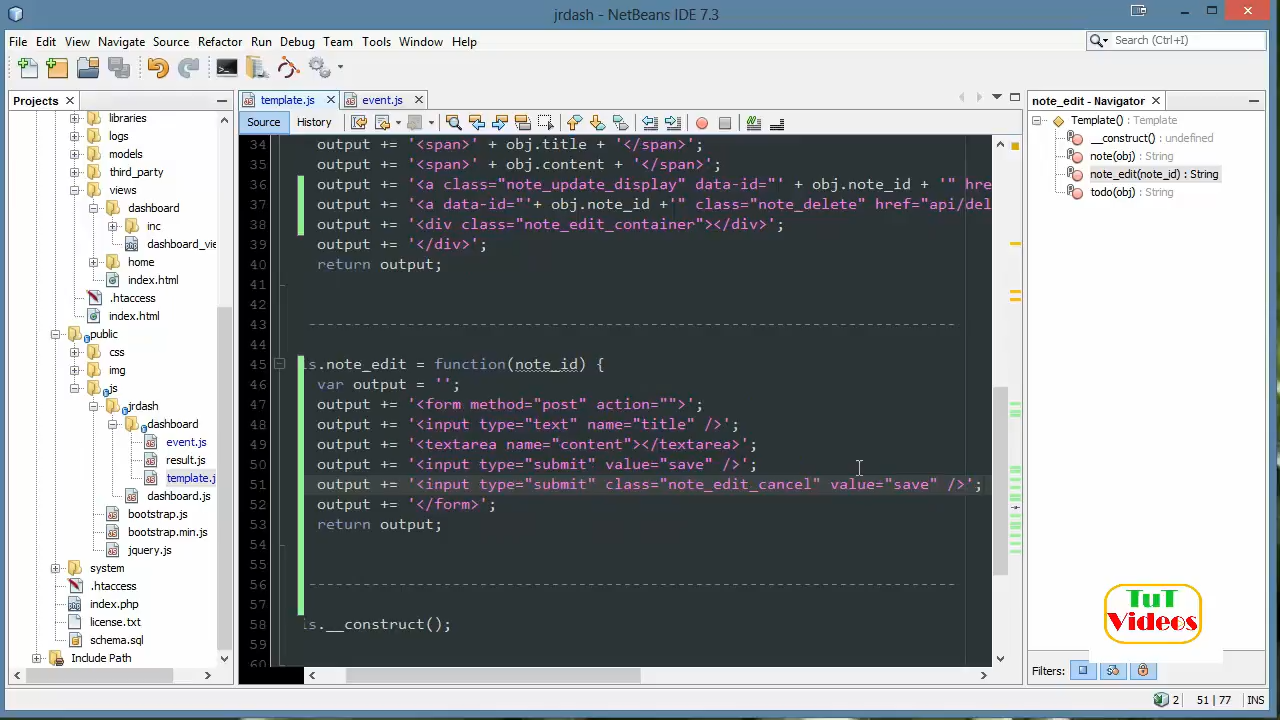 jrdash - NetBeans IDE 7.3
File Edit View Navigate Source Refactor Run Debug Team Tools Window Help
Search (Ctrl+I)
Projects
template.js
event.js
note_edit - Navigator
Source
History
libraries
logs
models
third_party
views
dashboard
inc
dashboard_vie
home
index.html
.htaccess
index.html
public
css
img
js
jrdash
dashboard
event.js
result.js
template.j
dashboard.js
bootstrap.js
bootstrap.min.js
jquery.js
system
.htaccess
index.php
license.txt
schema.sql
Include Path
34 output += '<span>' + obj.title + '</span>';
35 output += '<span>' + obj.content + '</span>';
36 output += '<a class="note_update_display" data-id="' + obj.note_id + '" hre
37 output += '<a data-id="'+ obj.note_id +'" class="note_delete" href="api/del
38 output += '<div class="note_edit_container"></div>';
39 output += '</div>';
40 return output;
41
42
43 ------------------------------------------------------------------------
44
45 is.note_edit = function(note_id) {
46 var output = '';
47 output += '<form method="post" action="">';
48 output += '<input type="text" name="title" />';
49 output += '<textarea name="content"></textarea>';
50 output += '<input type="submit" value="save" />';
51 output += '<input type="submit" class="note_edit_cancel" value="save" />';
52 output += '</form>';
53 return output;
54
55
56 ------------------------------------------------------------------------
57
58 is.__construct();
59
60
Template() : Template
__construct() : undefined
note(obj) : String
note_edit(note_id) : String
todo(obj) : String
TuT
Videos
Filters:
2
51 | 77
INS